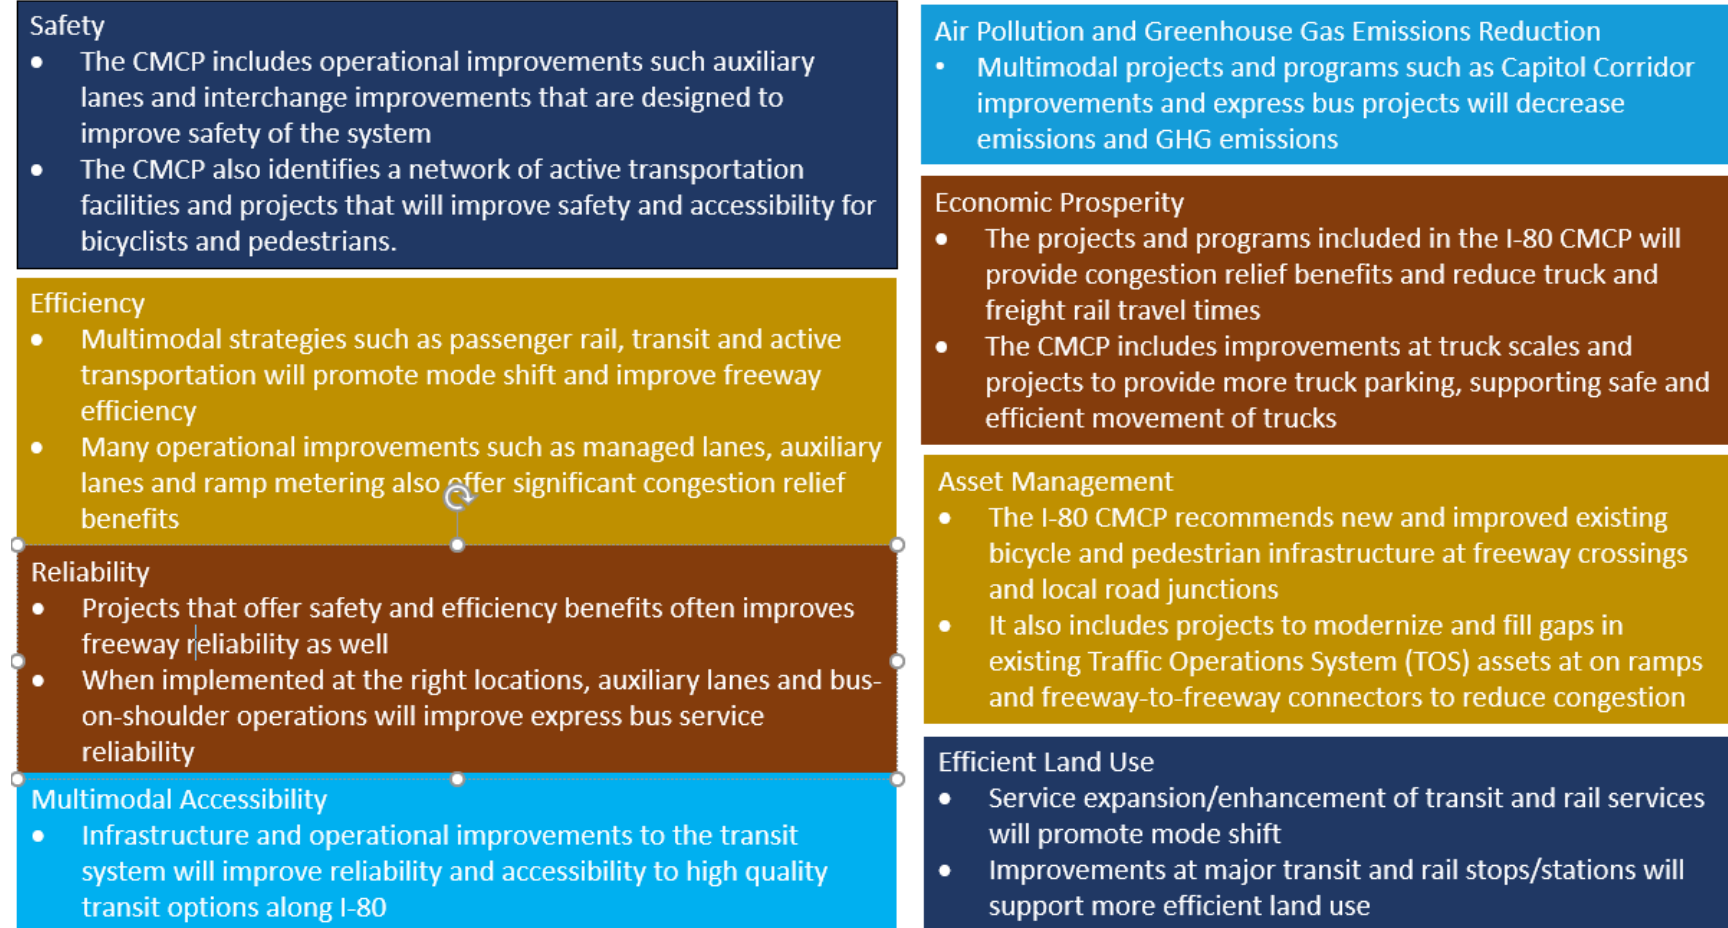 Safety
• The CMCP includes operational improvements such auxiliary
lanes and interchange improvements that are designed to
improve safety of the system
• The CMCP also identifies a network of active transportation
facilities and projects that will improve safety and accessibility for
bicyclists and pedestrians.
Efficiency
• Multimodal strategies such as passenger rail, transit and active
transportation will promote mode shift and improve freeway
efficiency
• Many operational improvements such as managed lanes, auxiliary
lanes and ramp metering also offer significant congestion relief
benefits
Reliability
• Projects that offer safety and efficiency benefits often improves
freeway reliability as well
• When implemented at the right locations, auxiliary lanes and bus-
on-shoulder operations will improve express bus service
reliability
Multimodal Accessibility
• Infrastructure and operational improvements to the transit
system will improve reliability and accessibility to high quality
transit options along I-80
Air Pollution and Greenhouse Gas Emissions Reduction
• Multimodal projects and programs such as Capitol Corridor
improvements and express bus projects will decrease
emissions and GHG emissions
Economic Prosperity
• The projects and programs included in the I-80 CMCP will
provide congestion relief benefits and reduce truck and
freight rail travel times
• The CMCP includes improvements at truck scales and
projects to provide more truck parking, supporting safe and
efficient movement of trucks
Asset Management
• The I-80 CMCP recommends new and improved existing
bicycle and pedestrian infrastructure at freeway crossings
and local road junctions
• It also includes projects to modernize and fill gaps in
existing Traffic Operations System (TOS) assets at on ramps
and freeway-to-freeway connectors to reduce congestion
Efficient Land Use
• Service expansion/enhancement of transit and rail services
will promote mode shift
• Improvements at major transit and rail stops/stations will
support more efficient land use